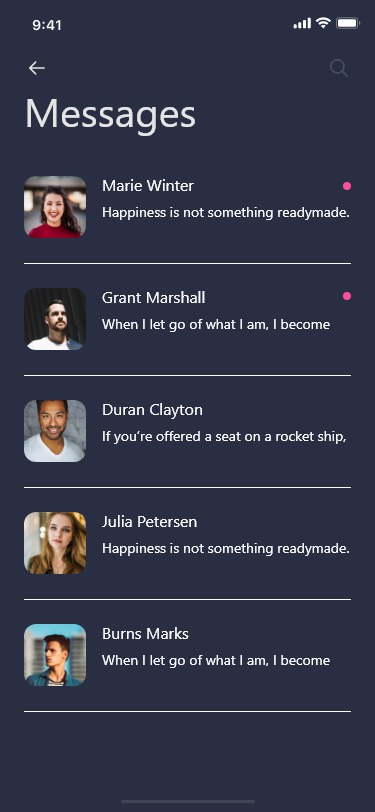 9:41
Messages
Marie Winter
Happiness is not something readymade.
Grant Marshall
When I let go of what I am, I become
Duran Clayton
If you’re offered a seat on a rocket ship,
Julia Petersen
Happiness is not something readymade.
Burns Marks
When I let go of what I am, I become